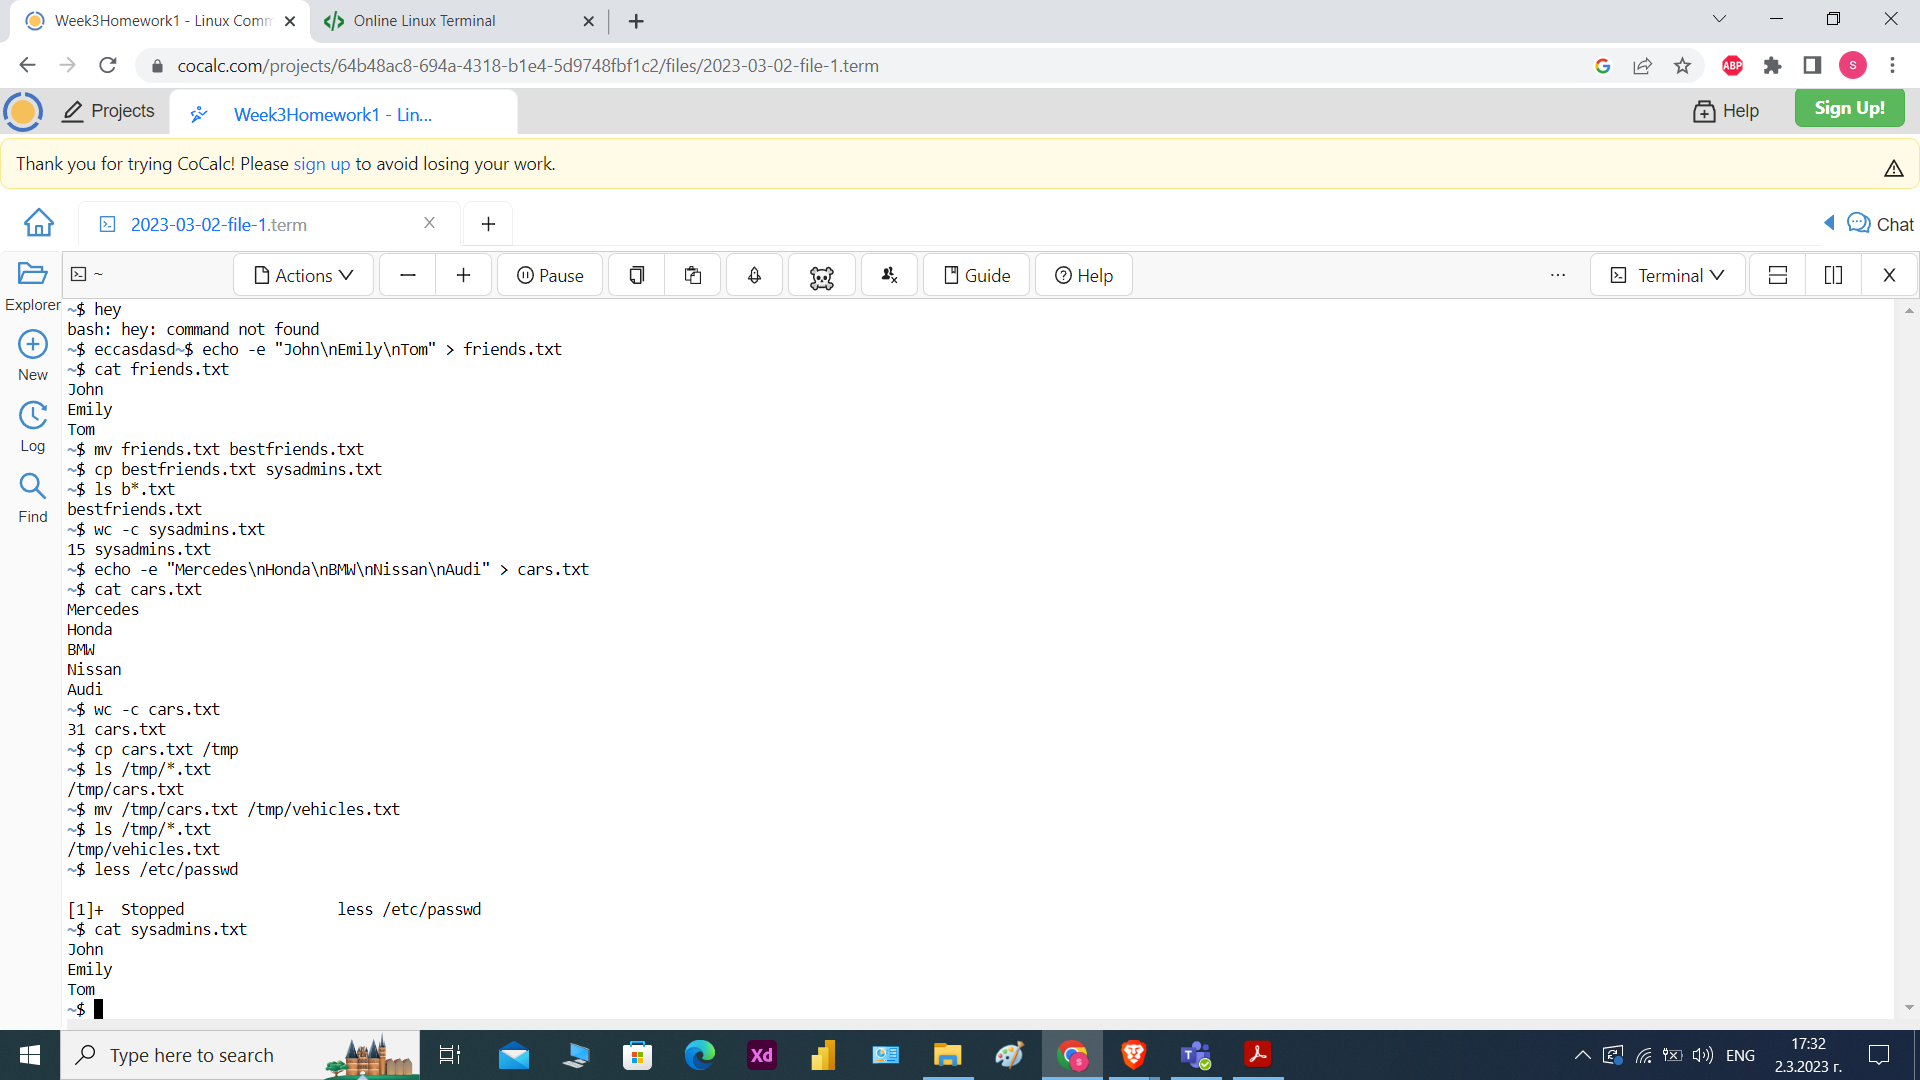 Week3Homework1 - Linux Comm
Online Linux Terminal
cocalc.com/projects/64b48ac8-694a-4318-b1e4-5d9748fbf1c2/files/2023-03-02-file-1.term
ABP
S
Projects
Week3Homework1 - Lin...
Help
Sign Up!
Thank you for trying CoCalc! Please sign up to avoid losing your work.
2023-03-02-file-1.term
Chat
~
Actions
Pause
Guide
Help
Terminal
Explorer
New
Log
Find
~$ hey
bash: hey: command not found
~$ eccasdasd~$ echo -e "John\nEmily\nTom" > friends.txt
~$ cat friends.txt
John
Emily
Tom
~$ mv friends.txt bestfriends.txt
~$ cp bestfriends.txt sysadmins.txt
~$ ls b*.txt
bestfriends.txt
~$ wc -c sysadmins.txt
15 sysadmins.txt
~$ echo -e "Mercedes\nHonda\nBMW\nNissan\nAudi" > cars.txt
~$ cat cars.txt
Mercedes
Honda
BMW
Nissan
Audi
~$ wc -c cars.txt
31 cars.txt
~$ cp cars.txt /tmp
~$ ls /tmp/*.txt
/tmp/cars.txt
~$ mv /tmp/cars.txt /tmp/vehicles.txt
~$ ls /tmp/*.txt
/tmp/vehicles.txt
~$ less /etc/passwd
[1]+  Stopped                 less /etc/passwd
~$ cat sysadmins.txt
John
Emily
Tom
~$
Type here to search
Xd
ENG
17:32
2.3.2023 г.